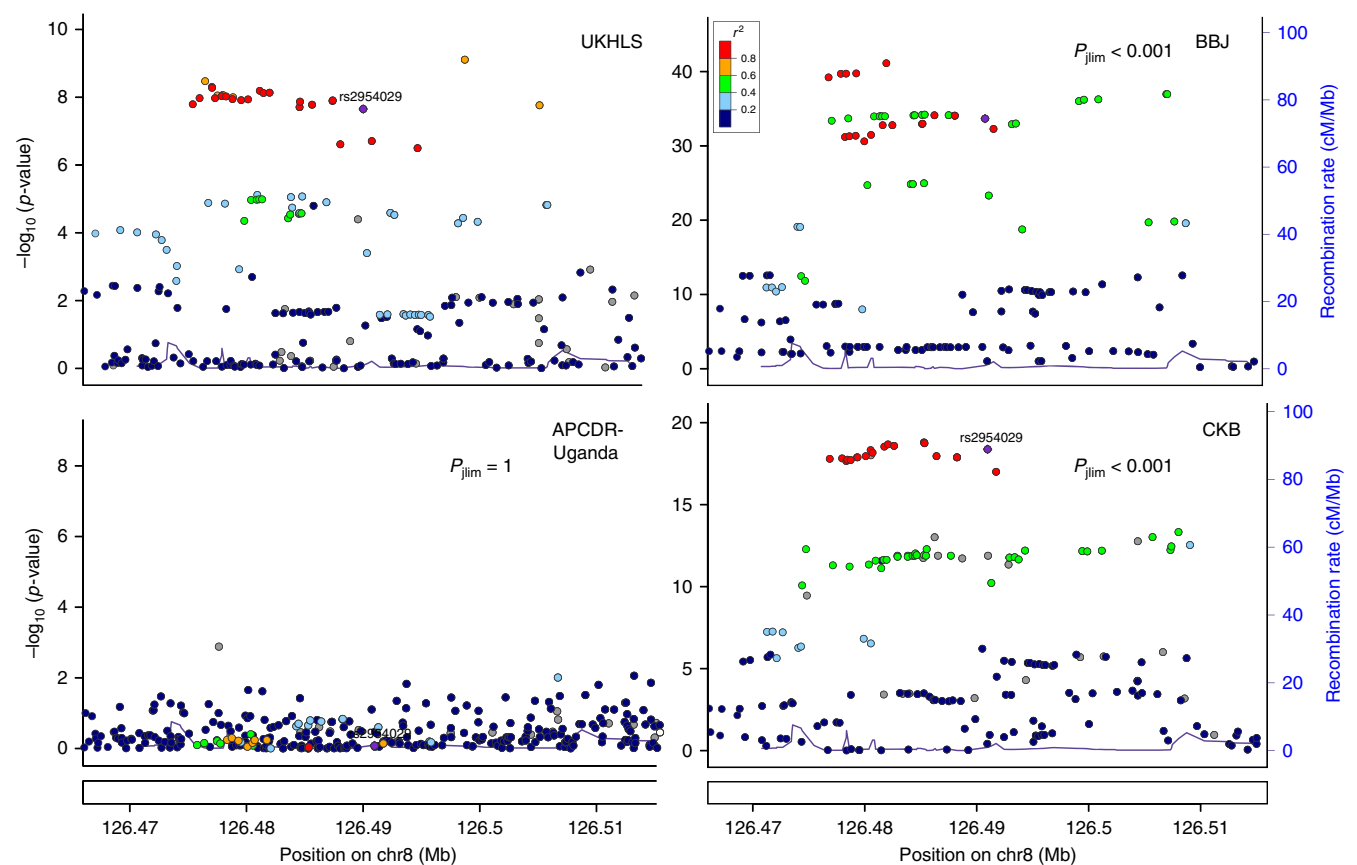 UKHLS
10
8
6
4
2
0
−log10 (p-value)
rs2954029
r2
0.8
0.6
0.4
0.2
Pjlim < 0.001
BBJ
40
30
20
10
0
100
80
60
40
20
0
Recombination rate (cM/Mb)
APCDR-
Uganda
Pjlim = 1
8
6
4
2
0
−log10 (p-value)
rs2954029
126.47 126.48 126.49 126.5 126.51
Position on chr8 (Mb)
CKB
rs2954029
Pjlim < 0.001
20
15
10
5
0
100
80
60
40
20
0
Recombination rate (cM/Mb)
126.47 126.48 126.49 126.5 126.51
Position on chr8 (Mb)